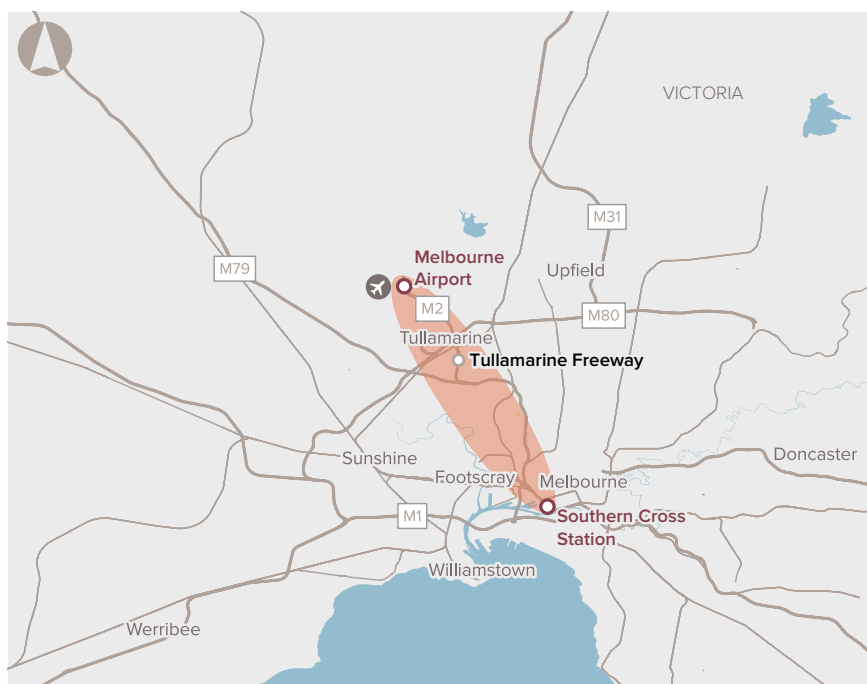 VICTORIA
M31
Melbourne
Airport
Upfield
M79
M2
M80
Tullamarine
Tullamarine Freeway
Doncaster
Sunshine
Footscray
Melbourne
M1
Southern Cross
Station
Williamstown
Werribee